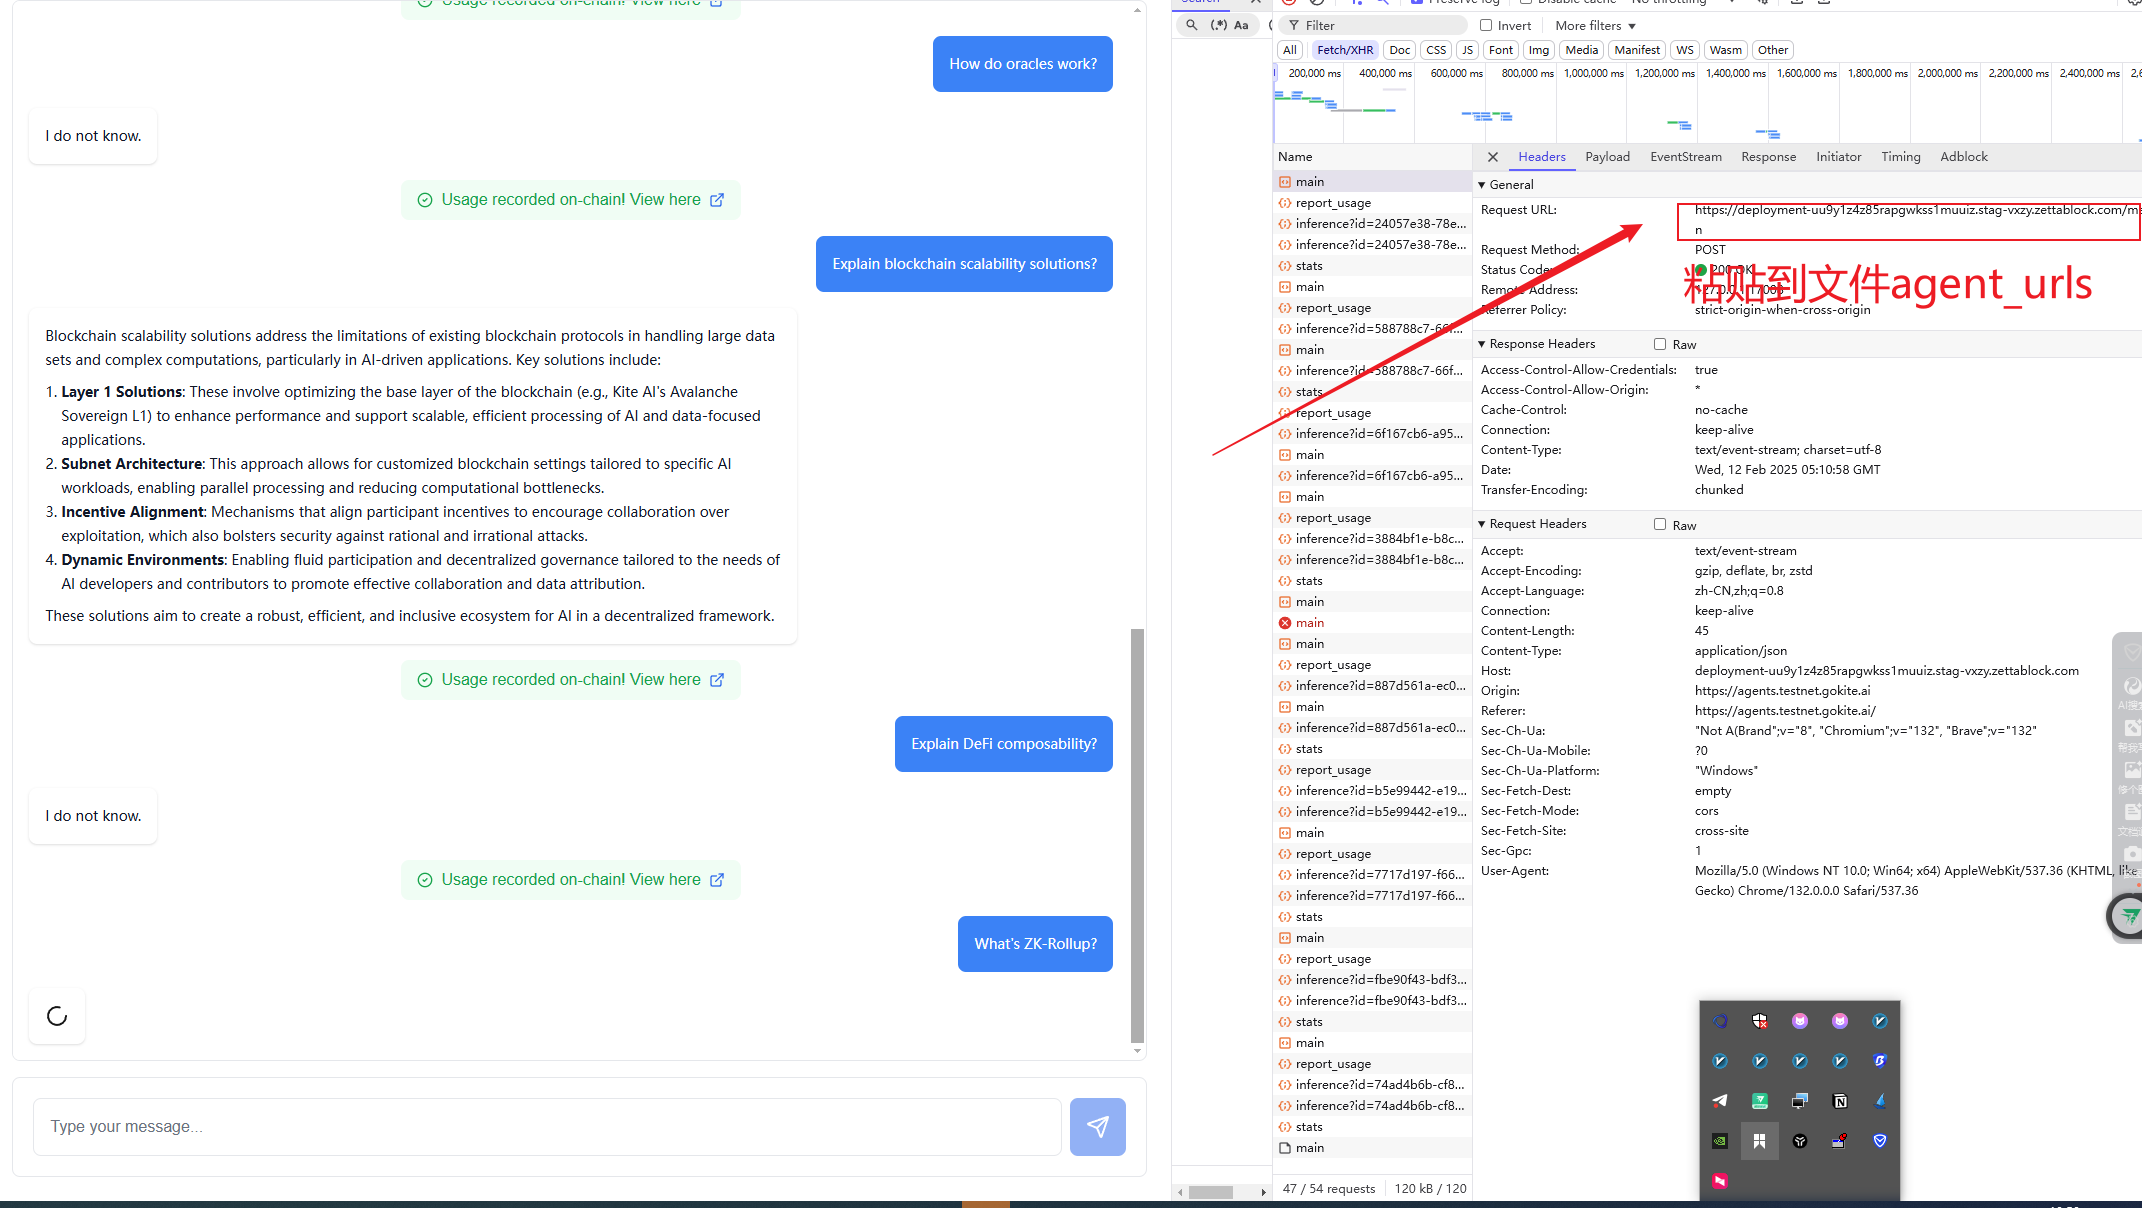 Usage recorded on-chain! View here
How do oracles work?
I do not know.
Usage recorded on-chain! View here
Explain blockchain scalability solutions?
Blockchain scalability solutions address the limitations of existing blockchain protocols in handling large data
sets and complex computations, particularly in AI-driven applications. Key solutions include:
1. Layer 1 Solutions: These involve optimizing the base layer of the blockchain (e.g., Kite AI's Avalanche
Sovereign L1) to enhance performance and support scalable, efficient processing of AI and data-focused
applications.
2. Subnet Architecture: This approach allows for customized blockchain settings tailored to specific AI
workloads, enabling parallel processing and reducing computational bottlenecks.
3. Incentive Alignment: Mechanisms that align participant incentives to encourage collaboration over
exploitation, which also bolsters security against rational and irrational attacks.
4. Dynamic Environments: Enabling fluid participation and decentralized governance tailored to the needs of
AI developers and contributors to promote effective collaboration and data attribution.
These solutions aim to create a robust, efficient, and inclusive ecosystem for AI in a decentralized framework.
Usage recorded on-chain! View here
Explain DeFi composability?
I do not know.
Usage recorded on-chain! View here
What's ZK-Rollup?
Type your message...
Search
(.*) Aa
Preserve log Disable cache No throttling
Filter Invert More filters
All Fetch/XHR Doc CSS JS Font Img Media Manifest WS Wasm Other
200,000 ms 400,000 ms 600,000 ms 800,000 ms 1,000,000 ms 1,200,000 ms 1,400,000 ms 1,600,000 ms 1,800,000 ms 2,000,000 ms 2,200,000 ms 2,400,000 ms
Name
main
report_usage
inference?id=24057e38-78e...
inference?id=24057e38-78e...
stats
main
report_usage
inference?id=588788c7-66f...
main
inference?id=588788c7-66f...
stats
report_usage
inference?id=6f167cb6-a95...
main
inference?id=6f167cb6-a95...
main
report_usage
inference?id=3884bf1e-b8c...
inference?id=3884bf1e-b8c...
stats
main
main
main
report_usage
inference?id=887d561a-ec0...
main
inference?id=887d561a-ec0...
stats
report_usage
inference?id=b5e99442-e19...
inference?id=b5e99442-e19...
main
report_usage
inference?id=7717d197-f66...
inference?id=7717d197-f66...
stats
main
report_usage
inference?id=fbe90f43-bdf3...
inference?id=fbe90f43-bdf3...
stats
main
report_usage
inference?id=74ad4b6b-cf8...
inference?id=74ad4b6b-cf8...
stats
main
47 / 54 requests 120 kB / 120
Headers Payload EventStream Response Initiator Timing Adblock
General
Request URL: https://deployment-uu9y1z4z85rapgwkss1muuiz.stag-vxzy.zettablock.com/m
n
Request Method: POST
Status Code: 200 OK
粘贴到文件agent_urls
Remote Address:
Referrer Policy: strict-origin-when-cross-origin
Response Headers Raw
Access-Control-Allow-Credentials: true
Access-Control-Allow-Origin: *
Cache-Control: no-cache
Connection: keep-alive
Content-Type: text/event-stream; charset=utf-8
Date: Wed, 12 Feb 2025 05:10:58 GMT
Transfer-Encoding: chunked
Request Headers Raw
Accept: text/event-stream
Accept-Encoding: gzip, deflate, br, zstd
Accept-Language: zh-CN,zh;q=0.8
Connection: keep-alive
Content-Length: 45
Content-Type: application/json
Host: deployment-uu9y1z4z85rapgwkss1muuiz.stag-vxzy.zettablock.com
Origin: https://agents.testnet.gokite.ai
Referer: https://agents.testnet.gokite.ai/
Sec-Ch-Ua: "Not A(Brand";v="8", "Chromium";v="132", "Brave";v="132"
Sec-Ch-Ua-Mobile: ?0
Sec-Ch-Ua-Platform: "Windows"
Sec-Fetch-Dest: empty
Sec-Fetch-Mode: cors
Sec-Fetch-Site: cross-site
Sec-Gpc: 1
User-Agent: Mozilla/5.0 (Windows NT 10.0; Win64; x64) AppleWebKit/537.36 (KHTML, like
Gecko) Chrome/132.0.0.0 Safari/537.36